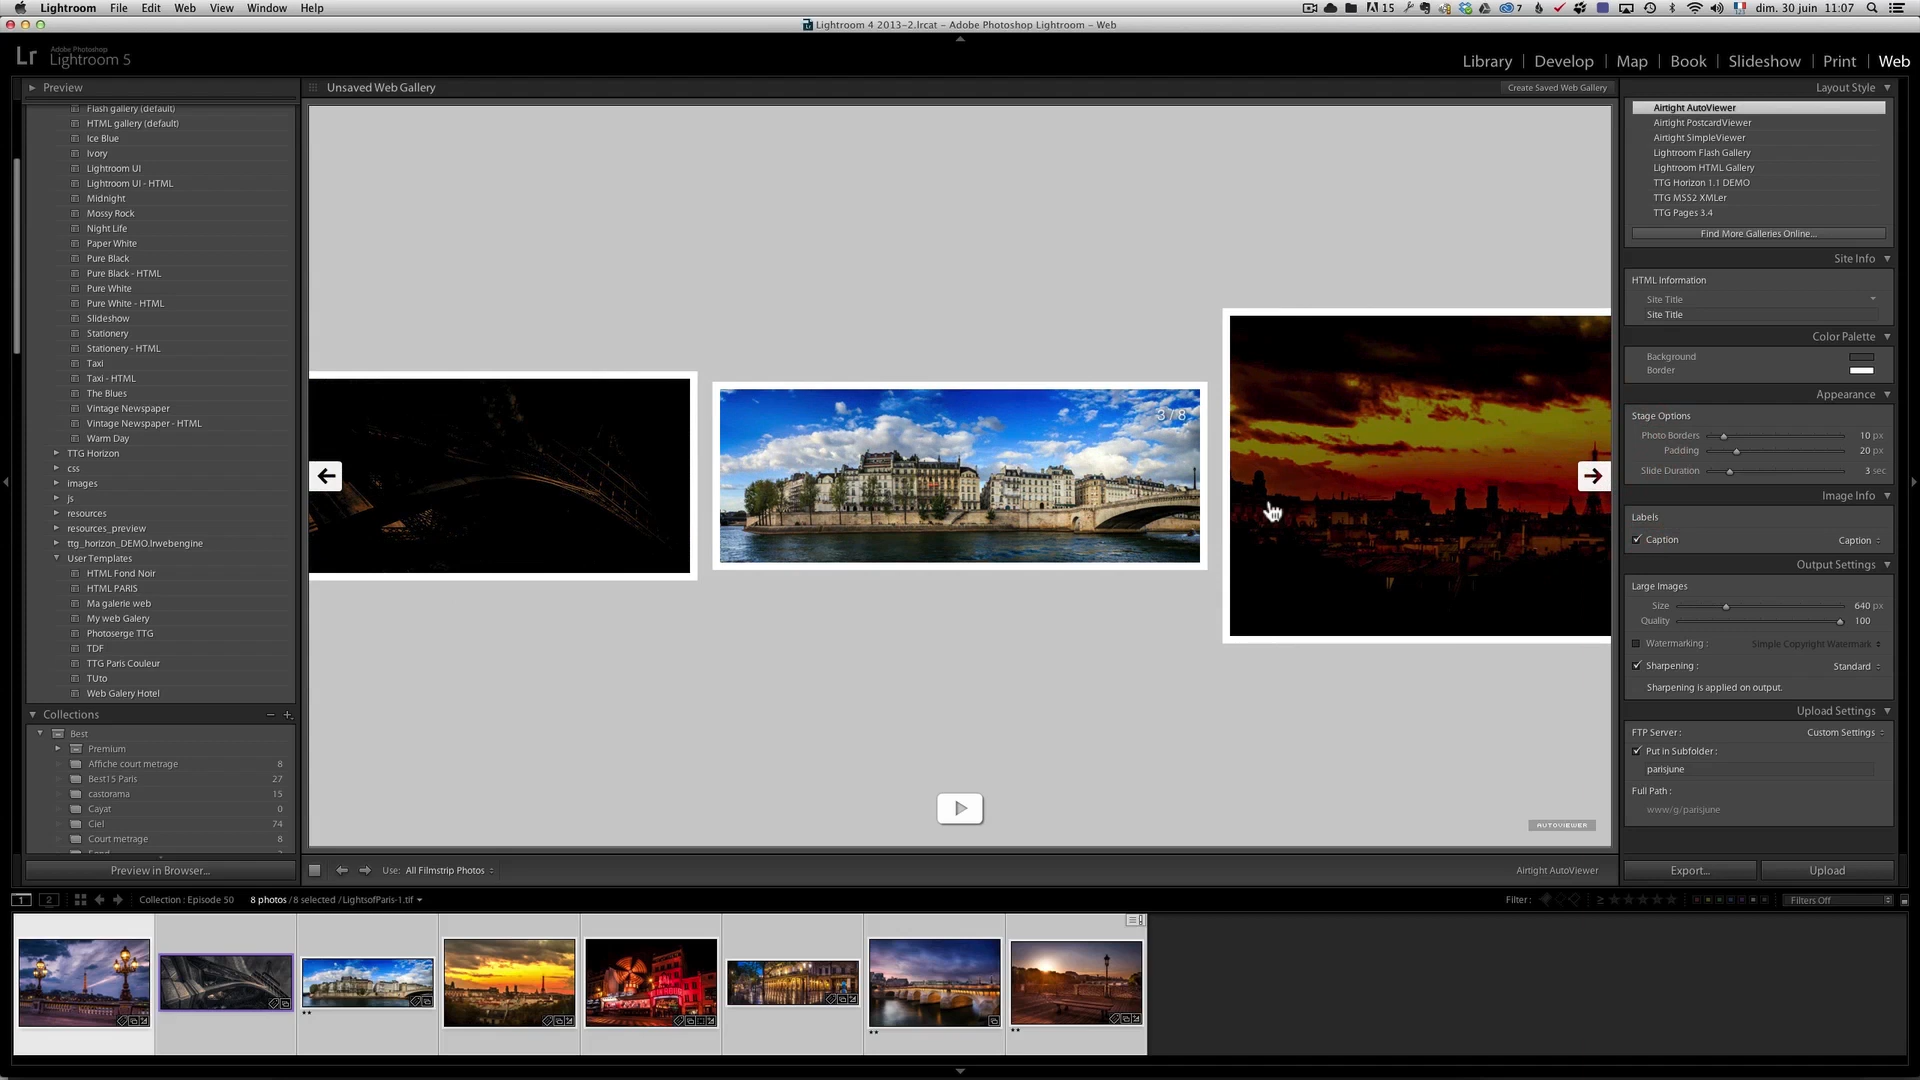 Lightroom File Edit Web View Window Help
15 7 dim. 30 juin 11:07
Lightroom 4 2013-2.lrcat - Adobe Photoshop Lightroom - Web
Lr Adobe Photoshop
Lightroom 5
Library | Develop | Map | Book | Slideshow | Print | Web
Preview
Flash gallery (default)
HTML gallery (default)
Ice Blue
Ivory
Lightroom UI
Lightroom UI - HTML
Midnight
Mossy Rock
Night Life
Paper White
Pure Black
Pure Black - HTML
Pure White
Pure White - HTML
Slideshow
Stationery
Stationery - HTML
Taxi
Taxi - HTML
The Blues
Vintage Newspaper
Vintage Newspaper - HTML
Warm Day
TTG Horizon
css
images
js
resources
resources_preview
ttg_horizon_DEMO.lrwebengine
User Templates
HTML Fond Noir
HTML PARIS
Ma galerie web
My web Galery
Photoserge TTG
TDF
TTG Paris Couleur
TUto
Web Galery Hotel
Collections
Best
Premium
Affiche court metrage 8
Best15 Paris 27
castorama 15
Cayat 0
Ciel 74
Court metrage 8
Preview in Browser...
Unsaved Web Gallery
Create Saved Web Gallery
3 / 8
AUTOVIEWER
Use: All Filmstrip Photos
Airtight AutoViewer
Layout Style
Airtight AutoViewer
Airtight PostcardViewer
Airtight SimpleViewer
Lightroom Flash Gallery
Lightroom HTML Gallery
TTG Horizon 1.1 DEMO
TTG MSS2 XMLer
TTG Pages 3.4
Find More Galleries Online...
Site Info
HTML Information
Site Title
Site Title
Color Palette
Background
Border
Appearance
Stage Options
Photo Borders 10 px
Padding 20 px
Slide Duration 3 sec
Image Info
Labels
Caption Caption
Output Settings
Large Images
Size 640 px
Quality 100
Watermarking : Simple Copyright Watermark
Sharpening : Standard
Sharpening is applied on output.
Upload Settings
FTP Server : Custom Settings
Put in Subfolder :
parisjune
Full Path :
www/g/parisjune
Export... Upload
1 2 Collection : Episode 50 8 photos / 8 selected / LightsofParis-1.tif
Filter : Filters Off